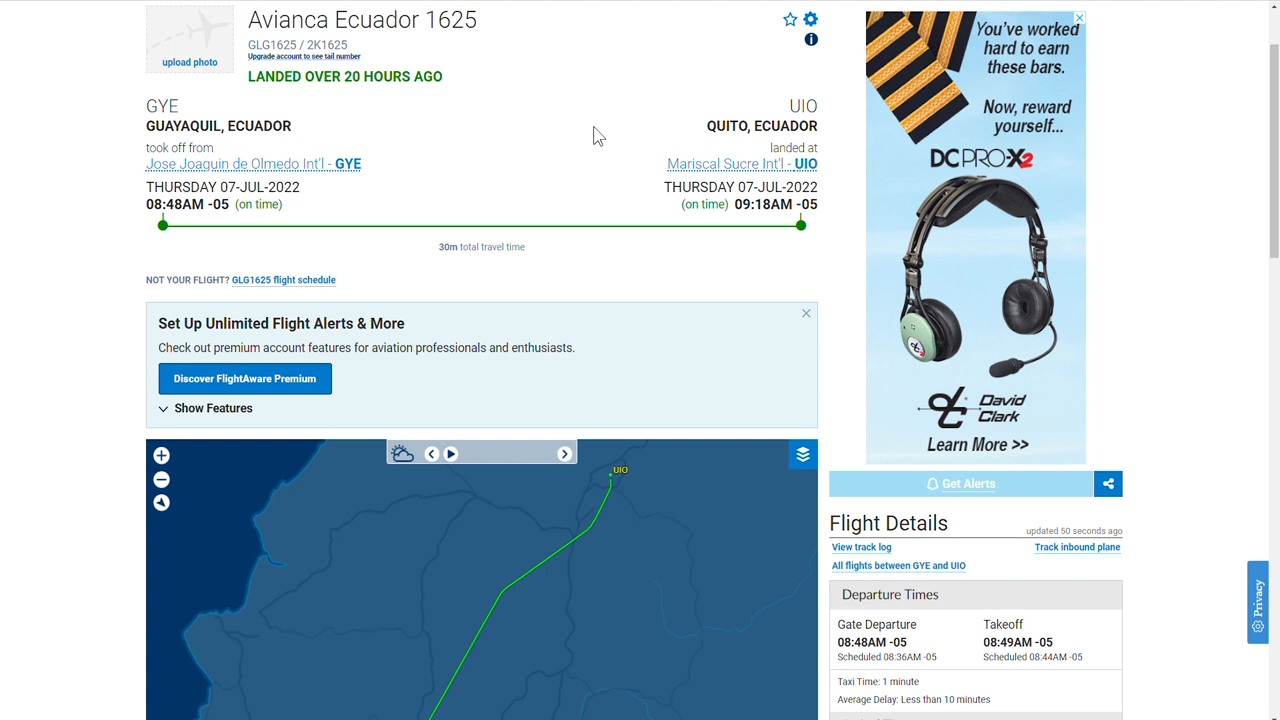 upload photo
Avianca Ecuador 1625
GLG1625 / 2K1625
Upgrade account to see tail number
LANDED OVER 20 HOURS AGO
GYE
GUAYAQUIL, ECUADOR
took off from
Jose Joaquin de Olmedo Int'l - GYE
THURSDAY 07-JUL-2022
08:48AM -05 (on time)
UIO
QUITO, ECUADOR
landed at
Mariscal Sucre Int'l - UIO
THURSDAY 07-JUL-2022
(on time) 09:18AM -05
30m total travel time
NOT YOUR FLIGHT? GLG1625 flight schedule
Set Up Unlimited Flight Alerts & More
Check out premium account features for aviation professionals and enthusiasts.
Discover FlightAware Premium
Show Features
UIO
You've worked
hard to earn
these bars.
Now, reward
yourself...
DC PRO-X2
David
Clark
Learn More >>
Get Alerts
Flight Details
updated 50 seconds ago
View track log
Track inbound plane
All flights between GYE and UIO
Departure Times
Gate Departure
08:48AM -05
Scheduled 08:36AM -05
Takeoff
08:49AM -05
Scheduled 08:44AM -05
Taxi Time: 1 minute
Average Delay: Less than 10 minutes
Privacy